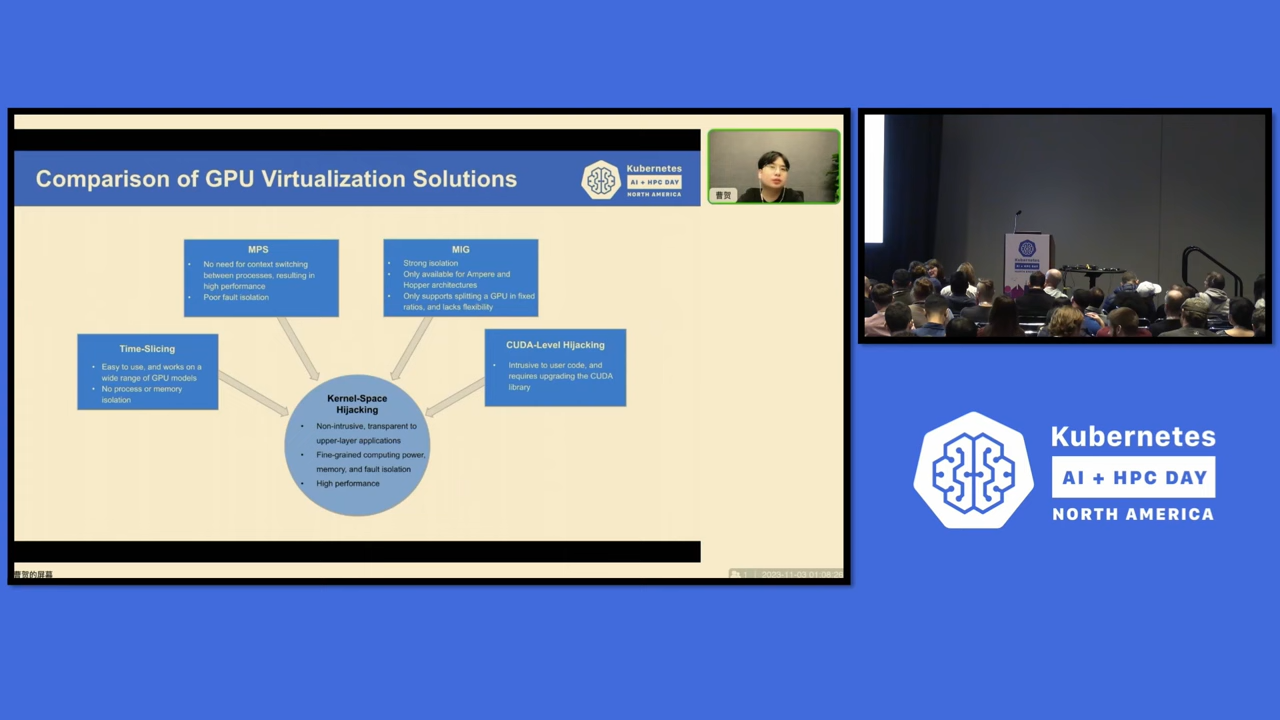 Comparison of GPU Virtualization Solutions
Kubernetes
AI + HPC DAY
NORTH AMERICA
曹贺
MPS
• No need for context switching
between processes, resulting in
high performance
• Poor fault isolation
MIG
• Strong isolation
• Only available for Ampere and
Hopper architectures
• Only supports splitting a GPU in fixed
ratios, and lacks flexibility
Time-Slicing
• Easy to use, and works on a
wide range of GPU models
• No process or memory
isolation
CUDA-Level Hijacking
• Intrusive to user code, and
requires upgrading the CUDA
library
Kernel-Space
Hijacking
• Non-intrusive, transparent to
upper-layer applications
• Fine-grained computing power,
memory, and fault isolation
• High performance
曹贺的屏幕
Kubernetes
AI + HPC DAY
NORTH AMERICA